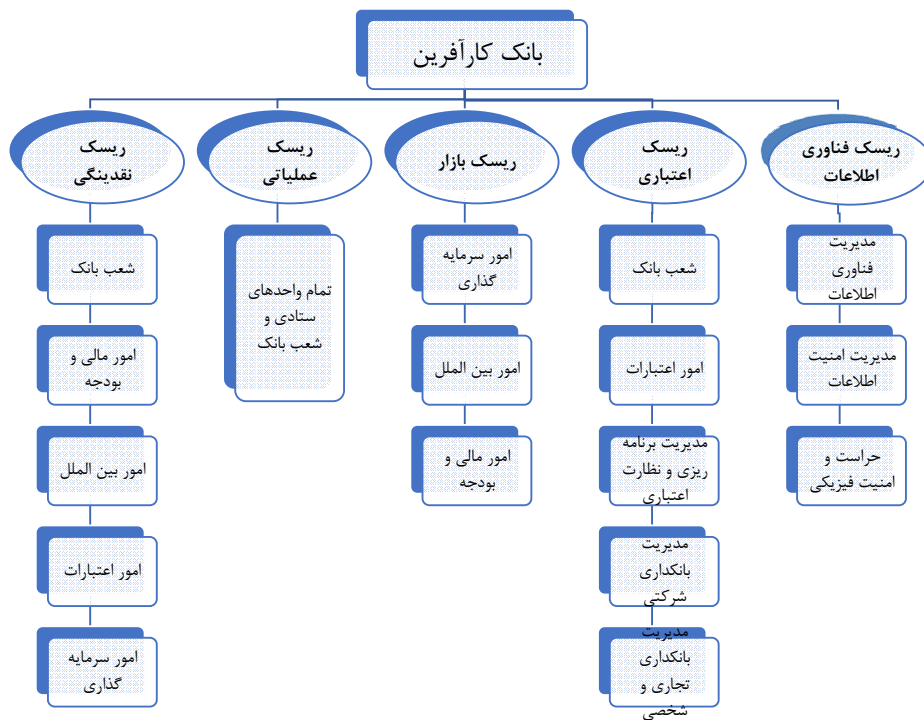 بانک کارآفرین
ریسک فناوری
اطلاعات
مدیریت
فناوری
اطلاعات
مدیریت امنیت
اطلاعات
حراست و
امنیت فیزیکی
ریسک
اعتباری
شعب بانک
امور اعتبارات
مدیریت برنامه
ریزی و نظارت
اعتباری
مدیریت
بانکداری
شرکتی
مدیریت
بانکداری
تجاری و
شخصی
ریسک بازار
امور سرمایه
گذاری
امور بین الملل
امور مالی و
بودجه
ریسک
عملیاتی
تمام واحدهای
ستادی و
شعب بانک
ریسک
نقدینگی
شعب بانک
امور مالی و
بودجه
امور بین الملل
امور اعتبارات
امور سرمایه
گذاری